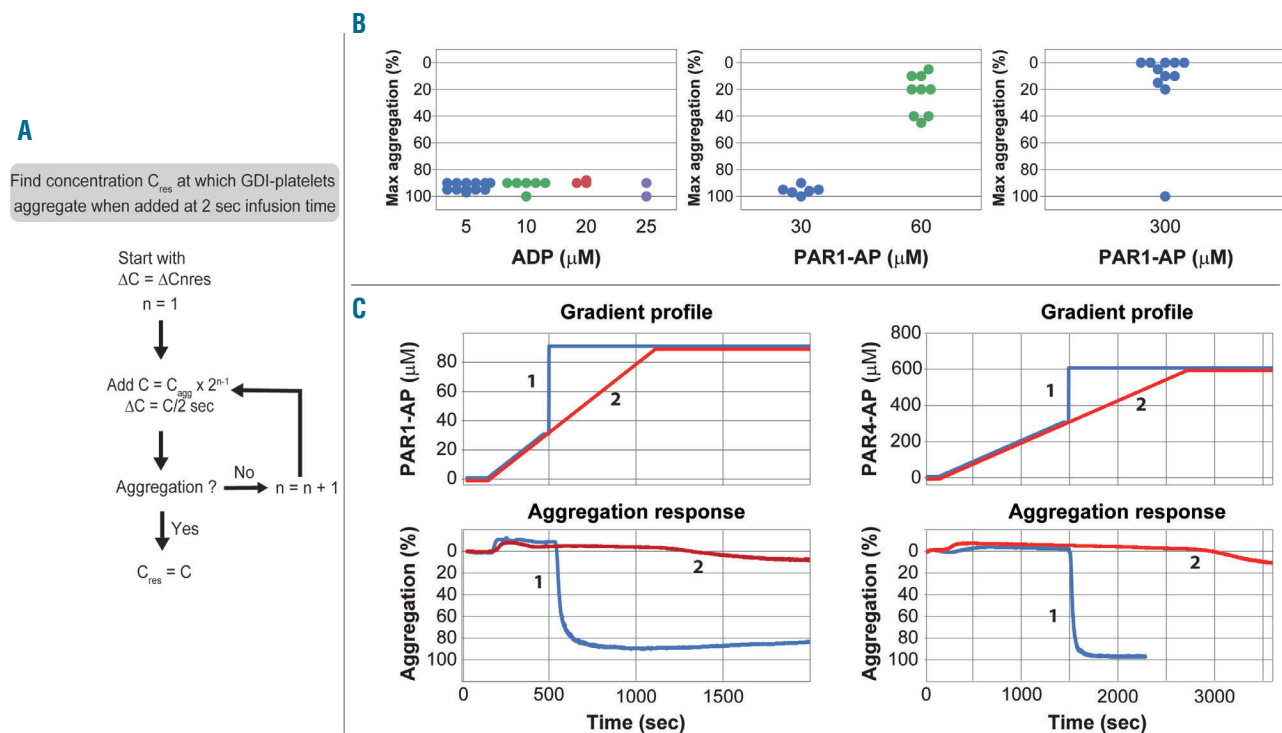 A
Find concentration C_res at which GDI-platelets
aggregate when added at 2 sec infusion time
Start with
ΔC = ΔCnres
n = 1
Add C = C_agg x 2^n-1
ΔC = C/2 sec
Aggregation ?
No
n = n + 1
Yes
C_res = C
B
Max aggregation (%)
0
20
40
60
80
100
5
10
20
25
ADP (μM)
Max aggregation (%)
0
20
40
60
80
100
30
60
PAR1-AP (μM)
Max aggregation (%)
0
20
40
60
80
100
300
PAR1-AP (μM)
C
Gradient profile
PAR1-AP (μM)
80
60
40
20
0
1
2
Gradient profile
PAR4-AP (μM)
800
600
400
200
0
1
2
Aggregation response
Aggregation (%)
0
20
40
60
80
100
1
2
0
500
1000
1500
Time (sec)
Aggregation response
Aggregation (%)
0
20
40
60
80
100
1
2
0
1000
2000
3000
Time (sec)